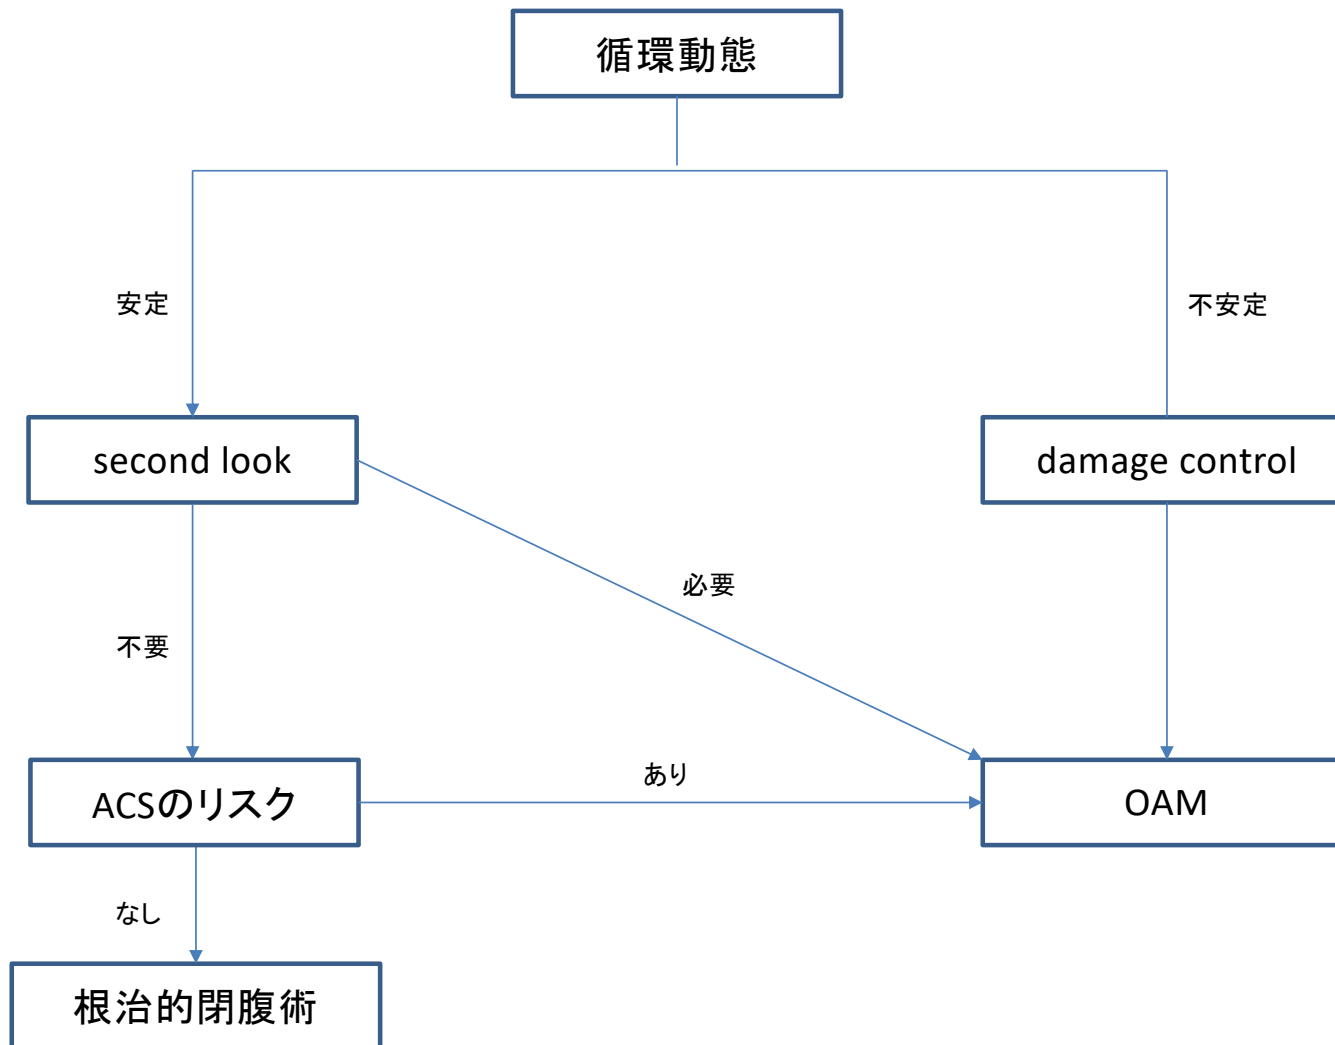 循環動態
安定
不安定
second look
damage control
必要
不要
あり
ACSのリスク
OAM
なし
根治的閉腹術